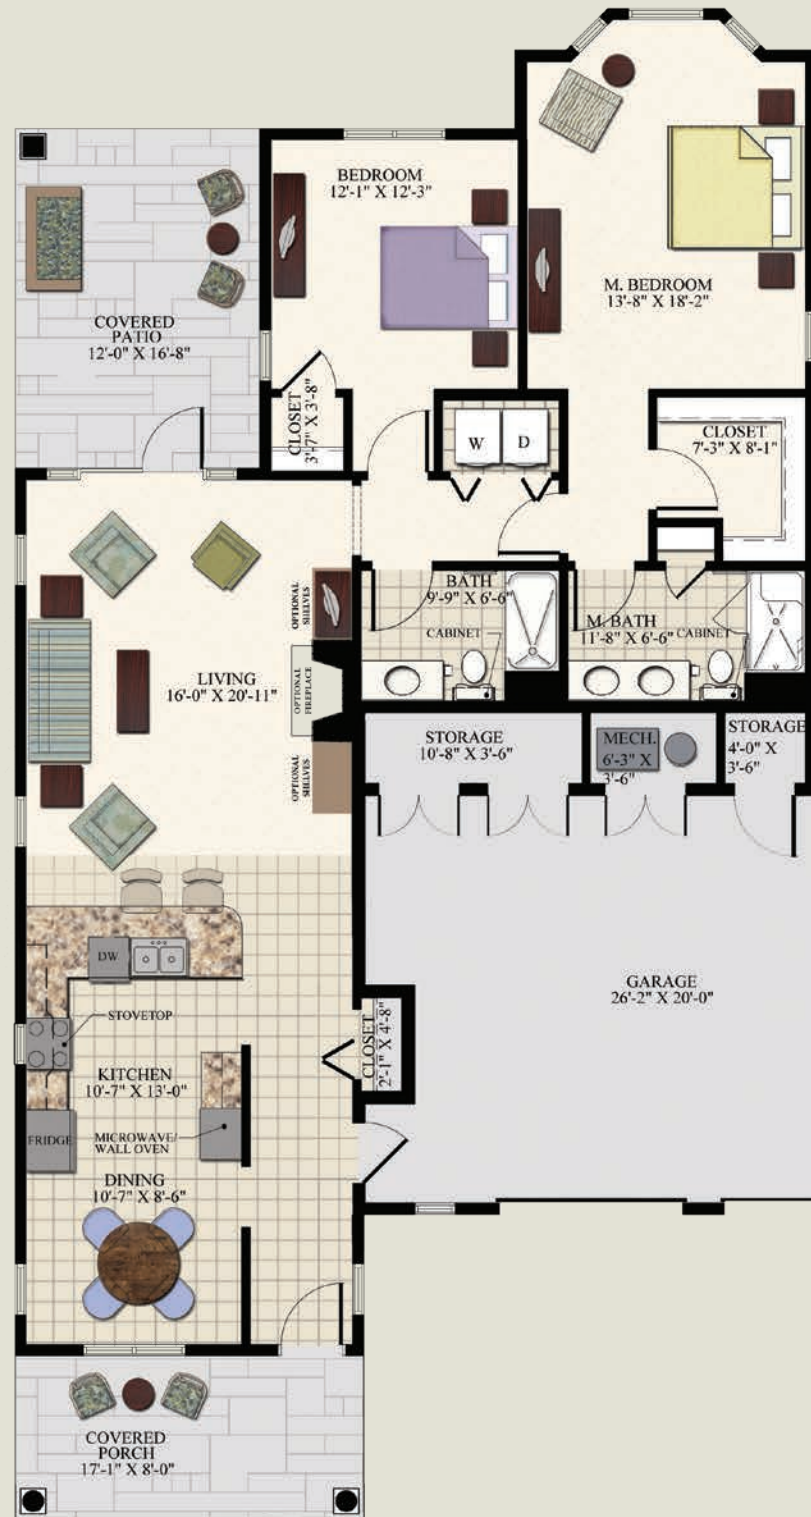 BEDROOM
12'-1" X 12'-3"
M. BEDROOM
13'-8" X 18'-2"
COVERED
PATIO
12'-0" X 16'-8"
CLOSET
3'-7" X 3'-8"
W
D
CLOSET
7'-3" X 8'-1"
BATH
9'-9" X 6'-6"
CABINET
M. BATH
11'-8" X 6'-6"
CABINET
OPTIONAL
SHELVES
LIVING
16'-0" X 20'-11"
OPTIONAL
FIREPLACE
OPTIONAL
SHELVES
STORAGE
10'-8" X 3'-6"
MECH.
6'-3" X
3'-6"
STORAGE
4'-0" X
3'-6"
DW
STOVETOP
GARAGE
26'-2" X 20'-0"
CLOSET
2'-1" X 4'-8"
KITCHEN
10'-7" X 13'-0"
FRIDGE
MICROWAVE/
WALL OVEN
DINING
10'-7" X 8'-6"
COVERED
PORCH
17'-1" X 8'-0"